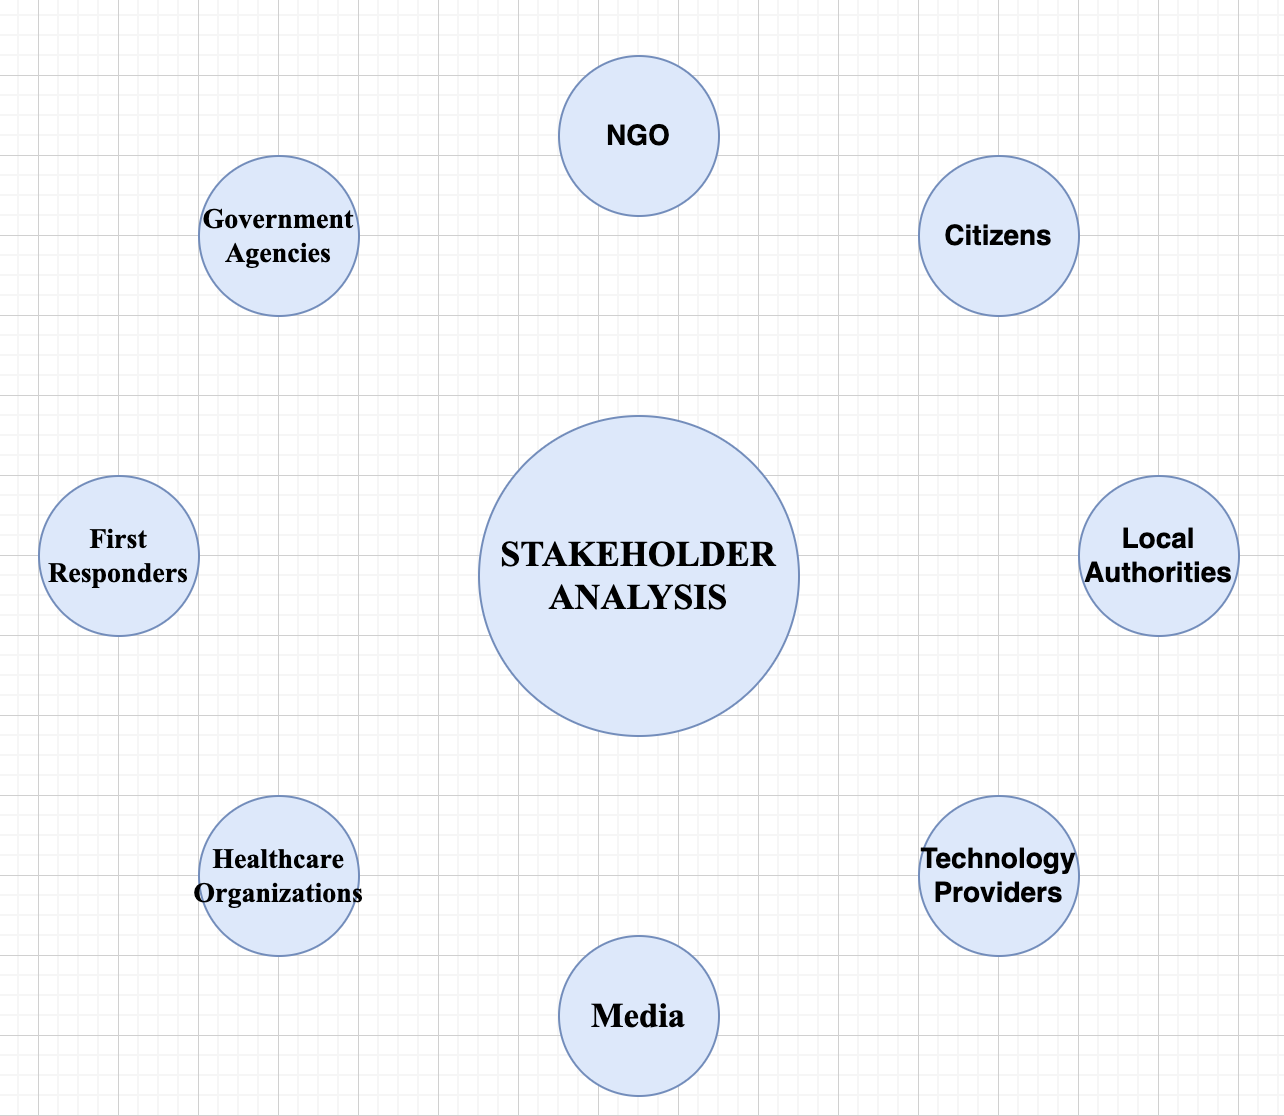 NGO
Government
Agencies
Citizens
First
Responders
STAKEHOLDER
ANALYSIS
Local
Authorities
Healthcare
Organizations
Technology
Providers
Media